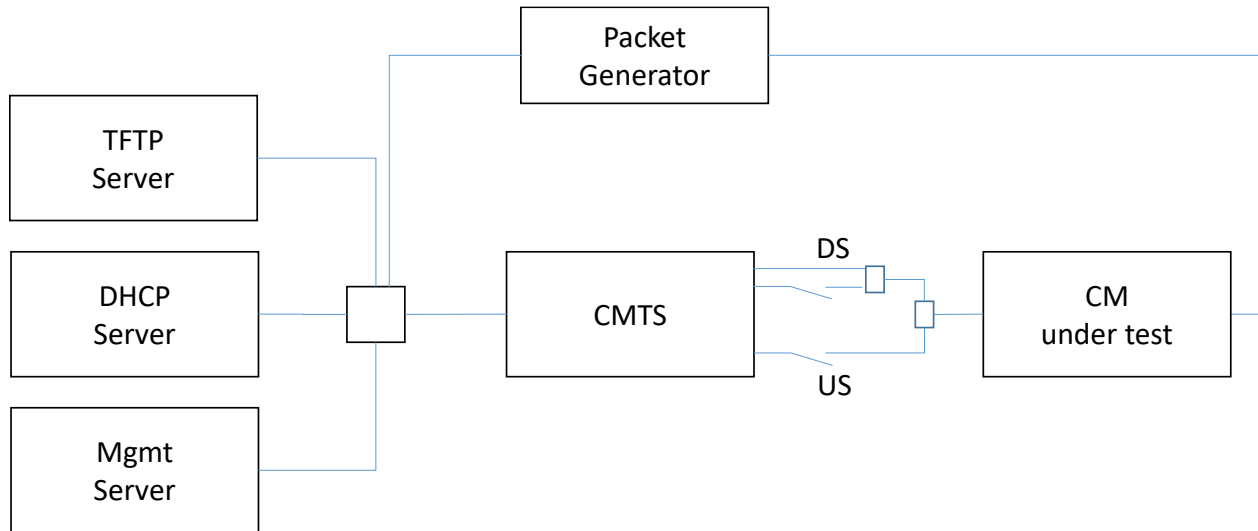 Packet
Generator
TFTP
Server
DHCP
Server
CMTS
DS
US
CM
under test
Mgmt
Server